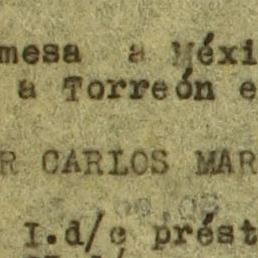 mesa a Méxi
a Torreón e
R CARLOS MAR
I.d/c prést